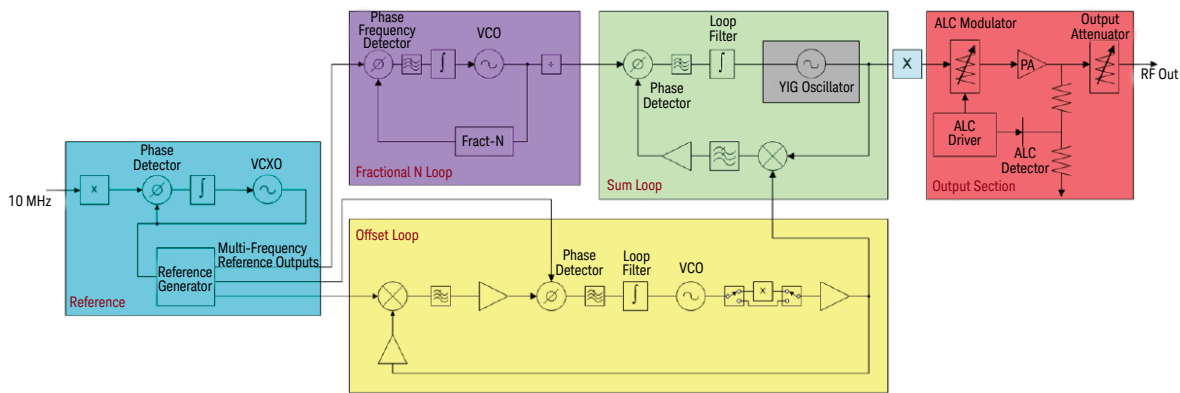 Phase
Frequency
Detector
VCO
÷
Fract-N
Fractional N Loop
Loop
Filter
Phase
Detector
YIG Oscillator
Sum Loop
X
ALC Modulator
Output
Attenuator
PA
RF Out
ALC
Driver
ALC
Detector
Output Section
Phase
Detector
VCXO
10 MHz
x
Multi-Frequency
Reference Outputs
Reference
Generator
Reference
Offset Loop
Phase
Detector
Loop
Filter
VCO
x